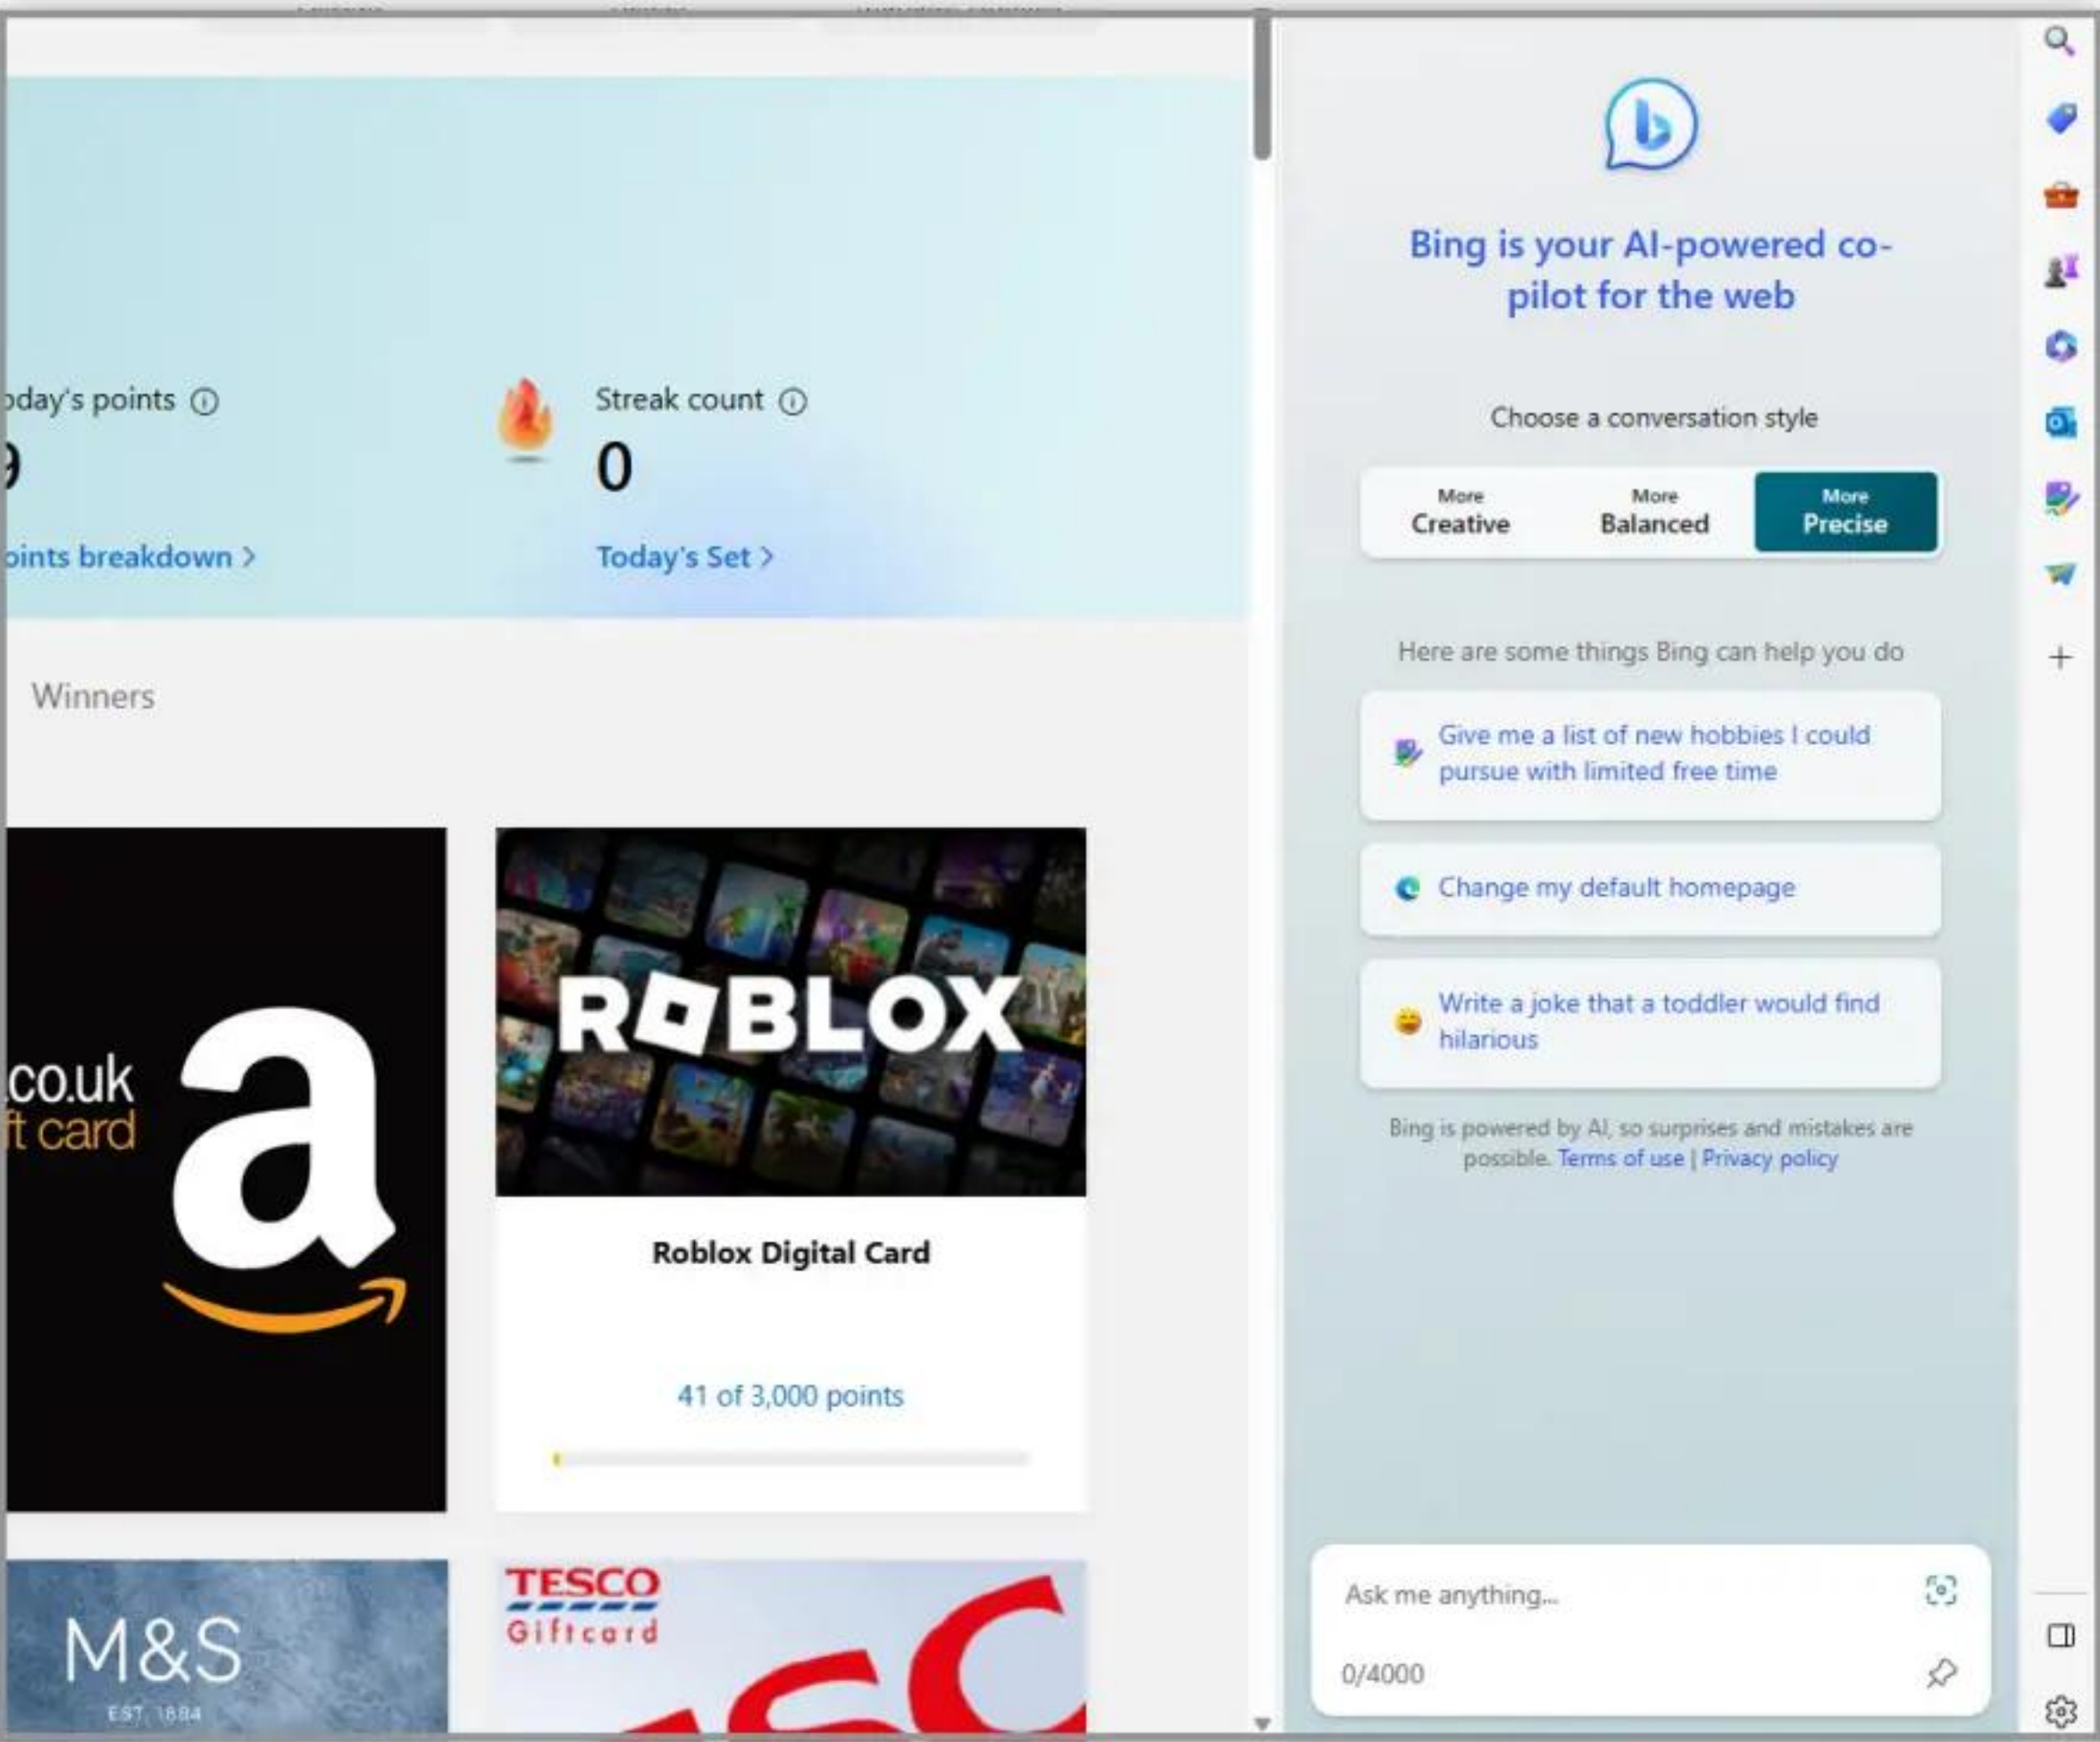 oday's points
9
oints breakdown >
Streak count
0
Today's Set >
Winners
.co.uk
ft card
a
ROBLOX
Roblox Digital Card
41 of 3,000 points
M&S
EST. 1884
TESCO
Giftcard
SC
Bing is your AI-powered co-
pilot for the web
Choose a conversation style
More
Creative
More
Balanced
More
Precise
Here are some things Bing can help you do
Give me a list of new hobbies I could
pursue with limited free time
Change my default homepage
Write a joke that a toddler would find
hilarious
Bing is powered by AI, so surprises and mistakes are
possible. Terms of use | Privacy policy
Ask me anything...
0/4000